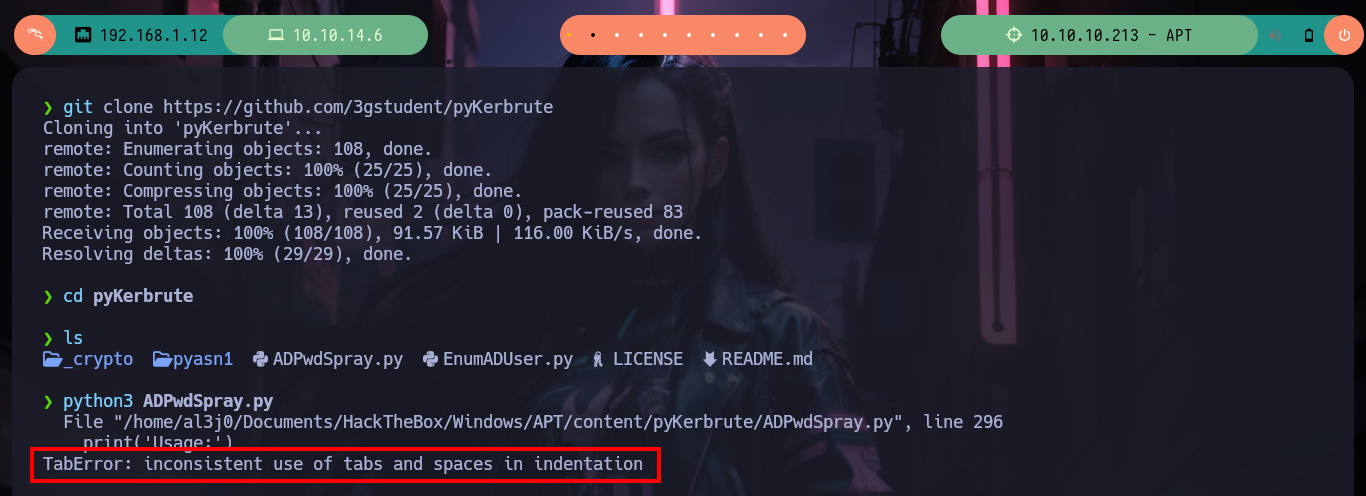 192.168.1.12 10.10.14.6 10.10.10.213 - APT
❯ git clone https://github.com/3gstudent/pyKerbrute
Cloning into 'pyKerbrute'...
remote: Enumerating objects: 108, done.
remote: Counting objects: 100% (25/25), done.
remote: Compressing objects: 100% (25/25), done.
remote: Total 108 (delta 13), reused 2 (delta 0), pack-reused 83
Receiving objects: 100% (108/108), 91.57 KiB | 116.00 KiB/s, done.
Resolving deltas: 100% (29/29), done.
❯ cd pyKerbrute
❯ ls
_crypto pyasn1 ADPwdSpray.py EnumADUser.py LICENSE README.md
❯ python3 ADPwdSpray.py
File "/home/al3j0/Documents/HackTheBox/Windows/APT/content/pyKerbrute/ADPwdSpray.py", line 296
print('Usage:')
TabError: inconsistent use of tabs and spaces in indentation